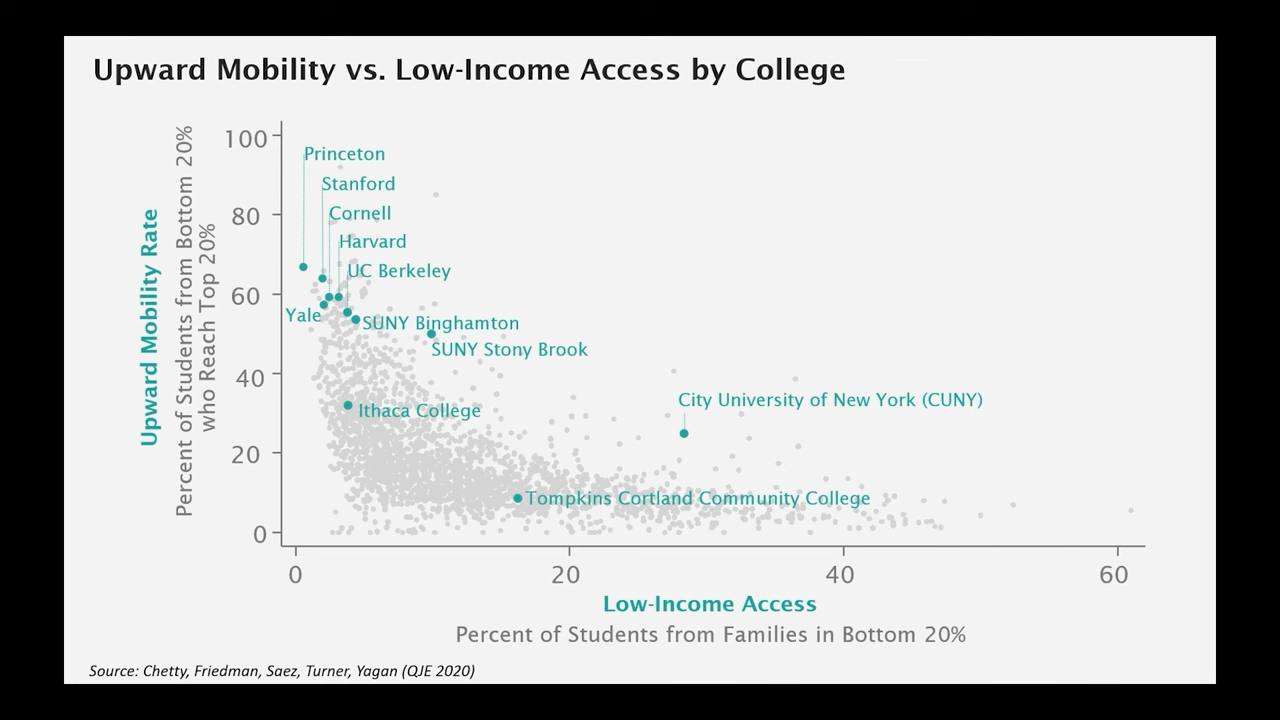 Upward Mobility vs. Low-Income Access by College
Upward Mobility Rate
Percent of Students from Bottom 20%
who Reach Top 20%
100
80
60
40
20
0
Princeton
Stanford
Cornell
Harvard
UC Berkeley
Yale
SUNY Binghamton
SUNY Stony Brook
City University of New York (CUNY)
Ithaca College
Tompkins Cortland Community College
0
20
40
60
Low-Income Access
Percent of Students from Families in Bottom 20%
Source: Chetty, Friedman, Saez, Turner, Yagan (QJE 2020)